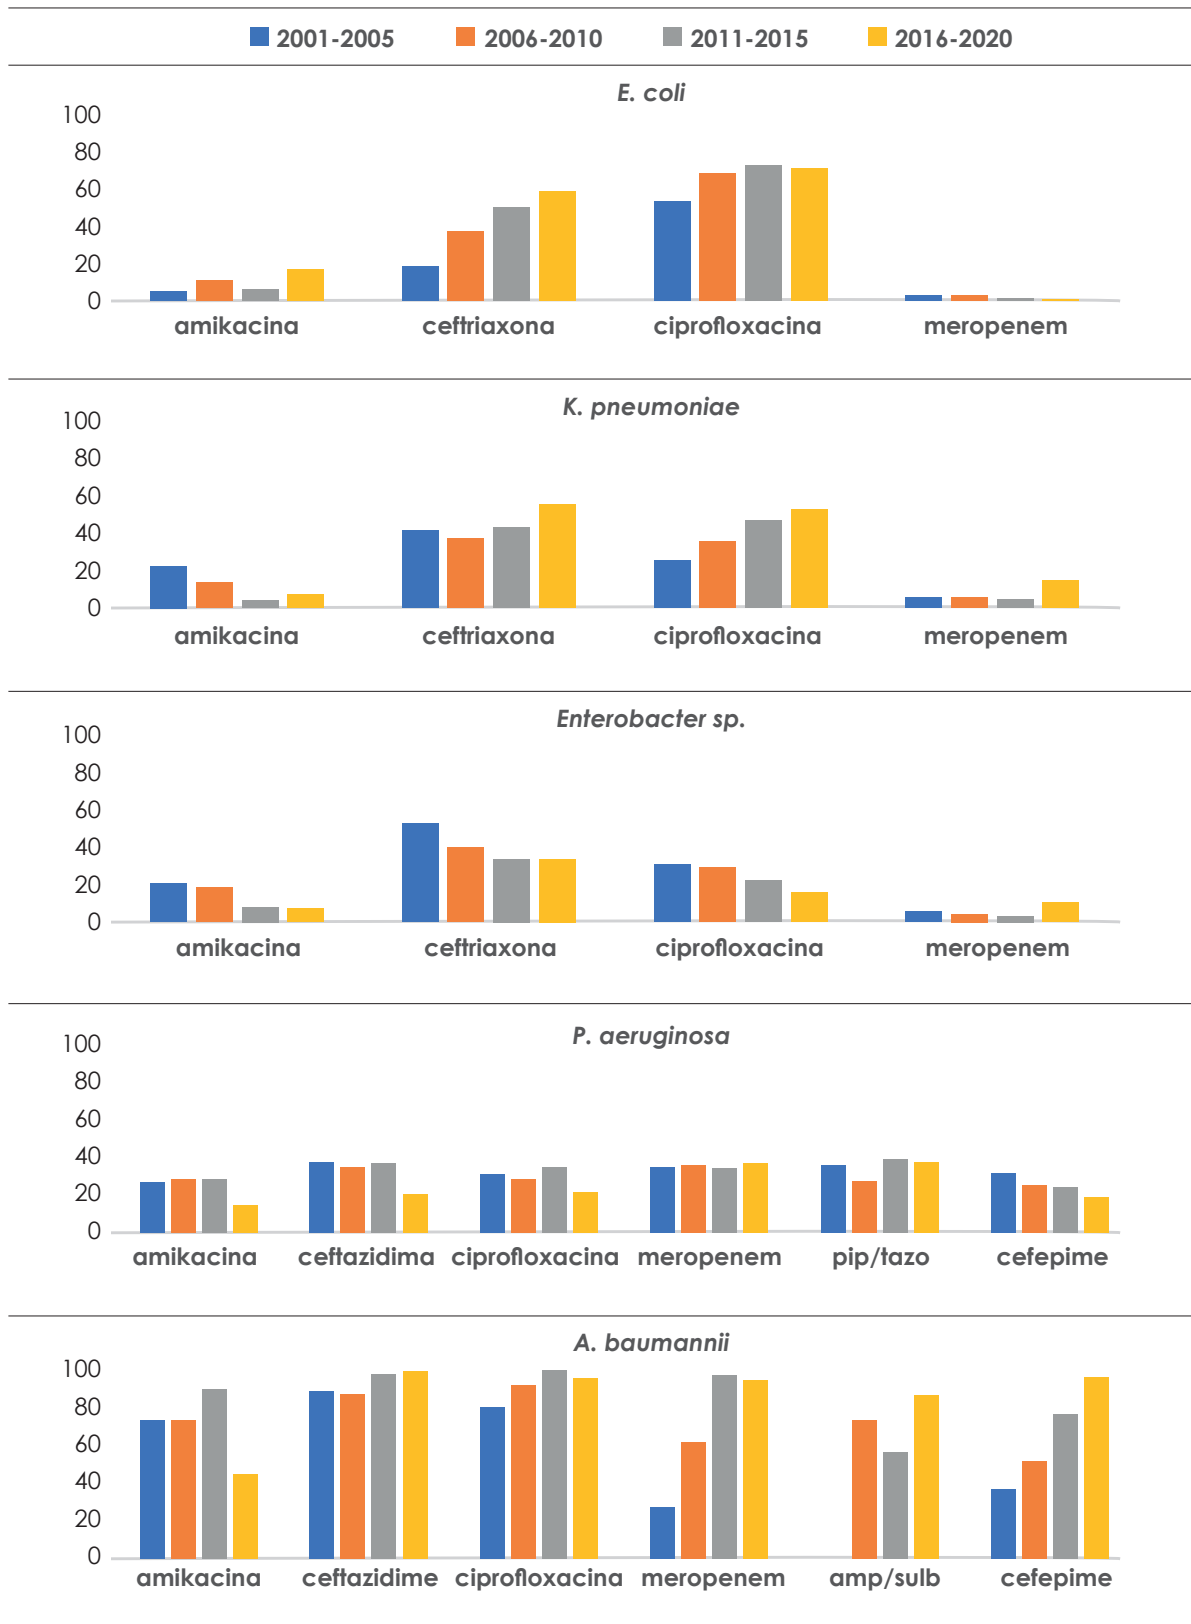 2001-2005 2006-2010 2011-2015 2016-2020
E. coli
100
80
60
40
20
0
amikacina ceftriaxona ciprofloxacina meropenem
K. pneumoniae
100
80
60
40
20
0
amikacina ceftriaxona ciprofloxacina meropenem
Enterobacter sp.
100
80
60
40
20
0
amikacina ceftriaxona ciprofloxacina meropenem
P. aeruginosa
100
80
60
40
20
0
amikacina ceftazidima ciprofloxacina meropenem pip/tazo cefepime
A. baumannii
100
80
60
40
20
0
amikacina ceftazidime ciprofloxacina meropenem amp/sulb cefepime